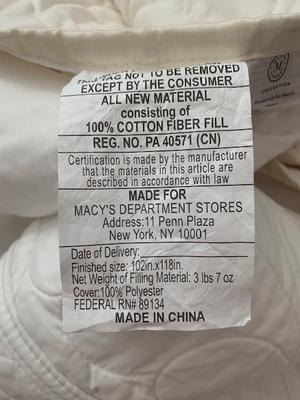 THIS TAG NOT TO BE REMOVED
EXCEPT BY THE CONSUMER
ALL NEW MATERIAL
consisting of
100% COTTON FIBER FILL
REG. NO. PA 40571 (CN)
Certification is made by the manufacturer
that the materials in this article are
described in accordance with law
MADE FOR
MACY'S DEPARTMENT STORES
Address:11 Penn Plaza
New York, NY 10001
Date of Delivery:
Finished size: 102in.x118in.
Net Weight of Filling Material: 3 lbs 7 oz
Cover:100% Polyester
FEDERAL RN# 89134
MADE IN CHINA
M
COLLECTION